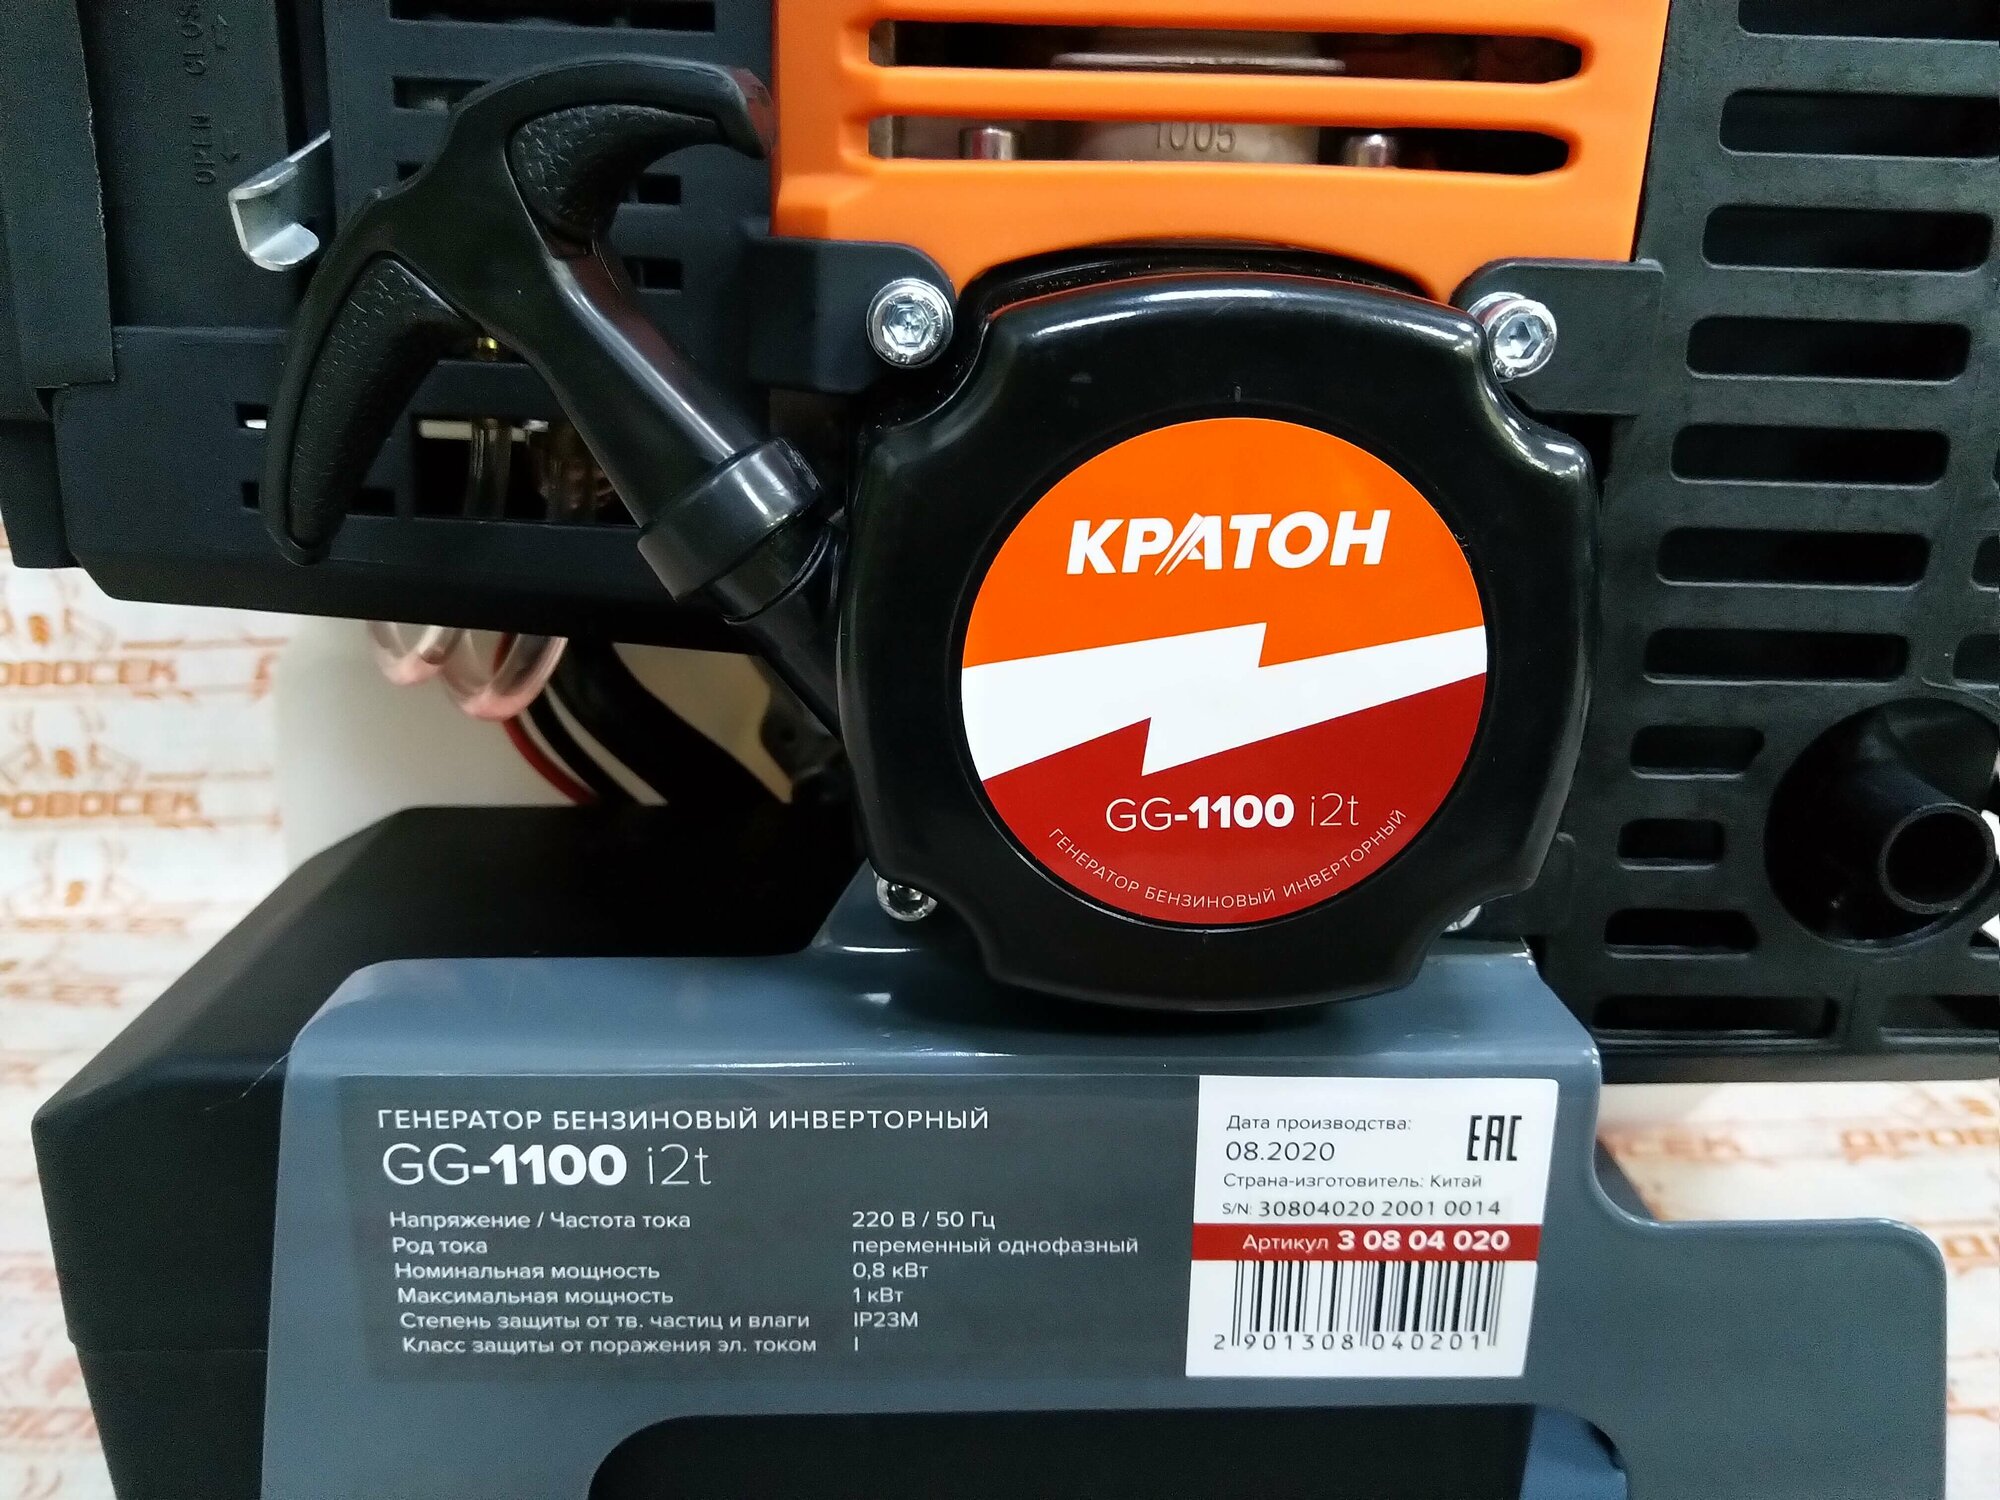 OPEN CLOSE
1005
КРАТОН
GG-1100 i2t
ГЕНЕРАТОР БЕНЗИНОВЫЙ ИНВЕРТОРНЫЙ
ДРОВОСЕК
ДРОВОСЕК
ДРОВОСЕК
ГЕНЕРАТОР БЕНЗИНОВЫЙ ИНВЕРТОРНЫЙ
GG-1100 i2t
Напряжение / Частота тока 220 В / 50 Гц
Род тока переменный однофазный
Номинальная мощность 0,8 кВт
Максимальная мощность 1 кВт
Степень защиты от тв. частиц и влаги IP23M
Класс защиты от поражения эл. током I
Дата производства:
08.2020
EAC
Страна-изготовитель: Китай
S/N: 30804020 2001 0014
Артикул 3 08 04 020
2 901308 040201